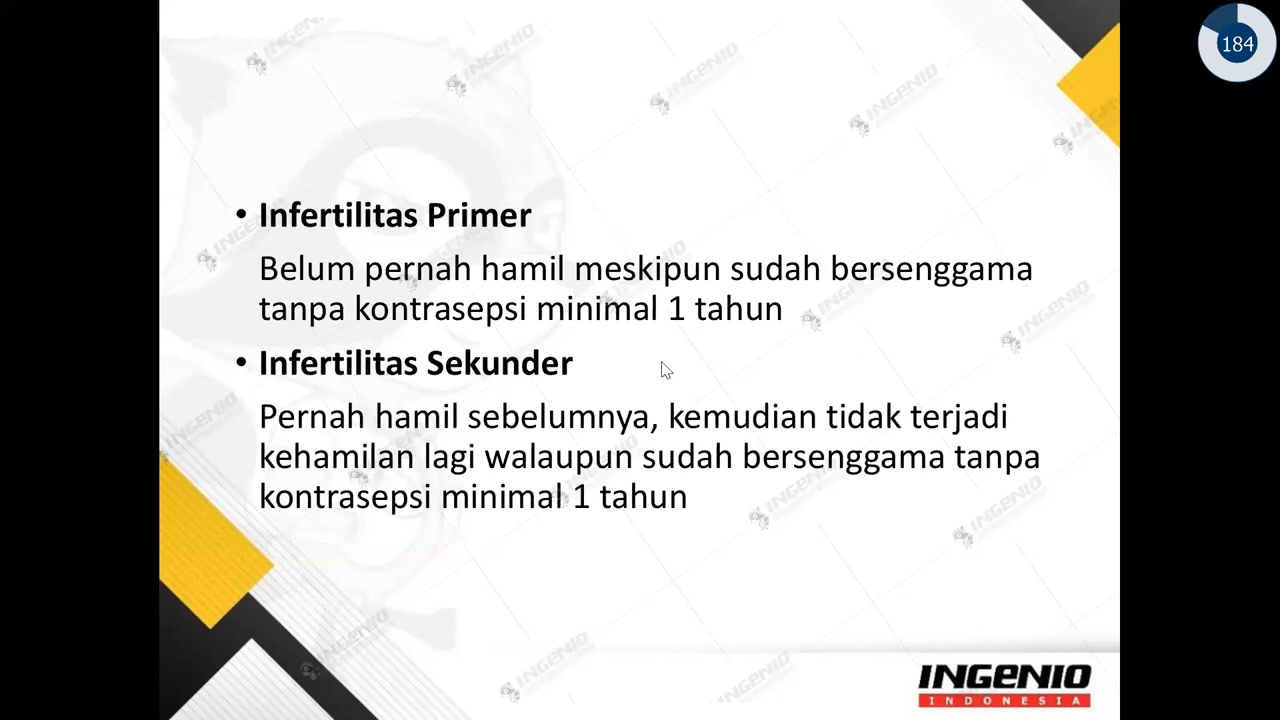 184
• Infertilitas Primer
Belum pernah hamil meskipun sudah bersenggama
tanpa kontrasepsi minimal 1 tahun
• Infertilitas Sekunder
Pernah hamil sebelumnya, kemudian tidak terjadi
kehamilan lagi walaupun sudah bersenggama tanpa
kontrasepsi minimal 1 tahun
INGENIO
INDONESIA